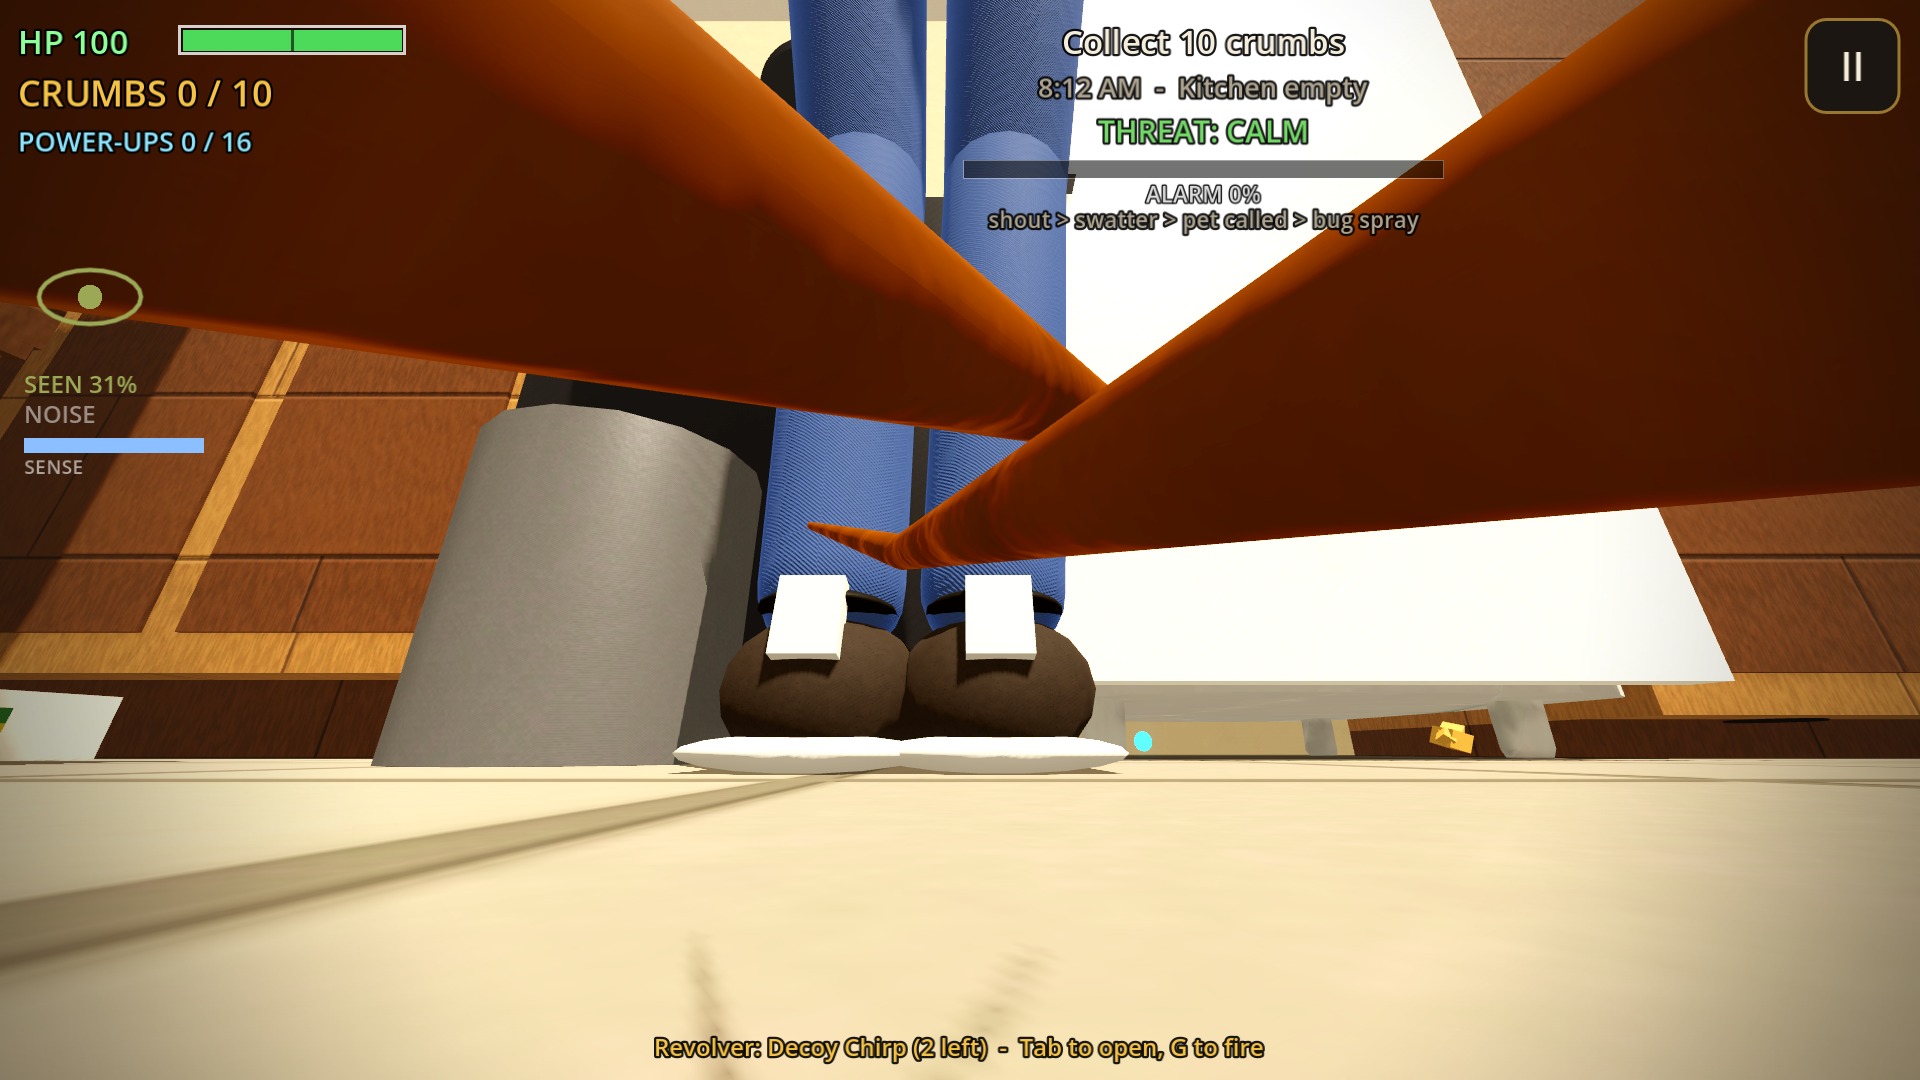 HP 100
CRUMBS 0 / 10
POWER-UPS 0 / 16
Collect 10 crumbs
8:12 AM - Kitchen empty
THREAT: CALM
ALARM 0%
shout > swatter > pet called > bug spray
SEEN 31%
NOISE
SENSE
Revolver: Decoy Chirp (2 left) - Tab to open, G to fire